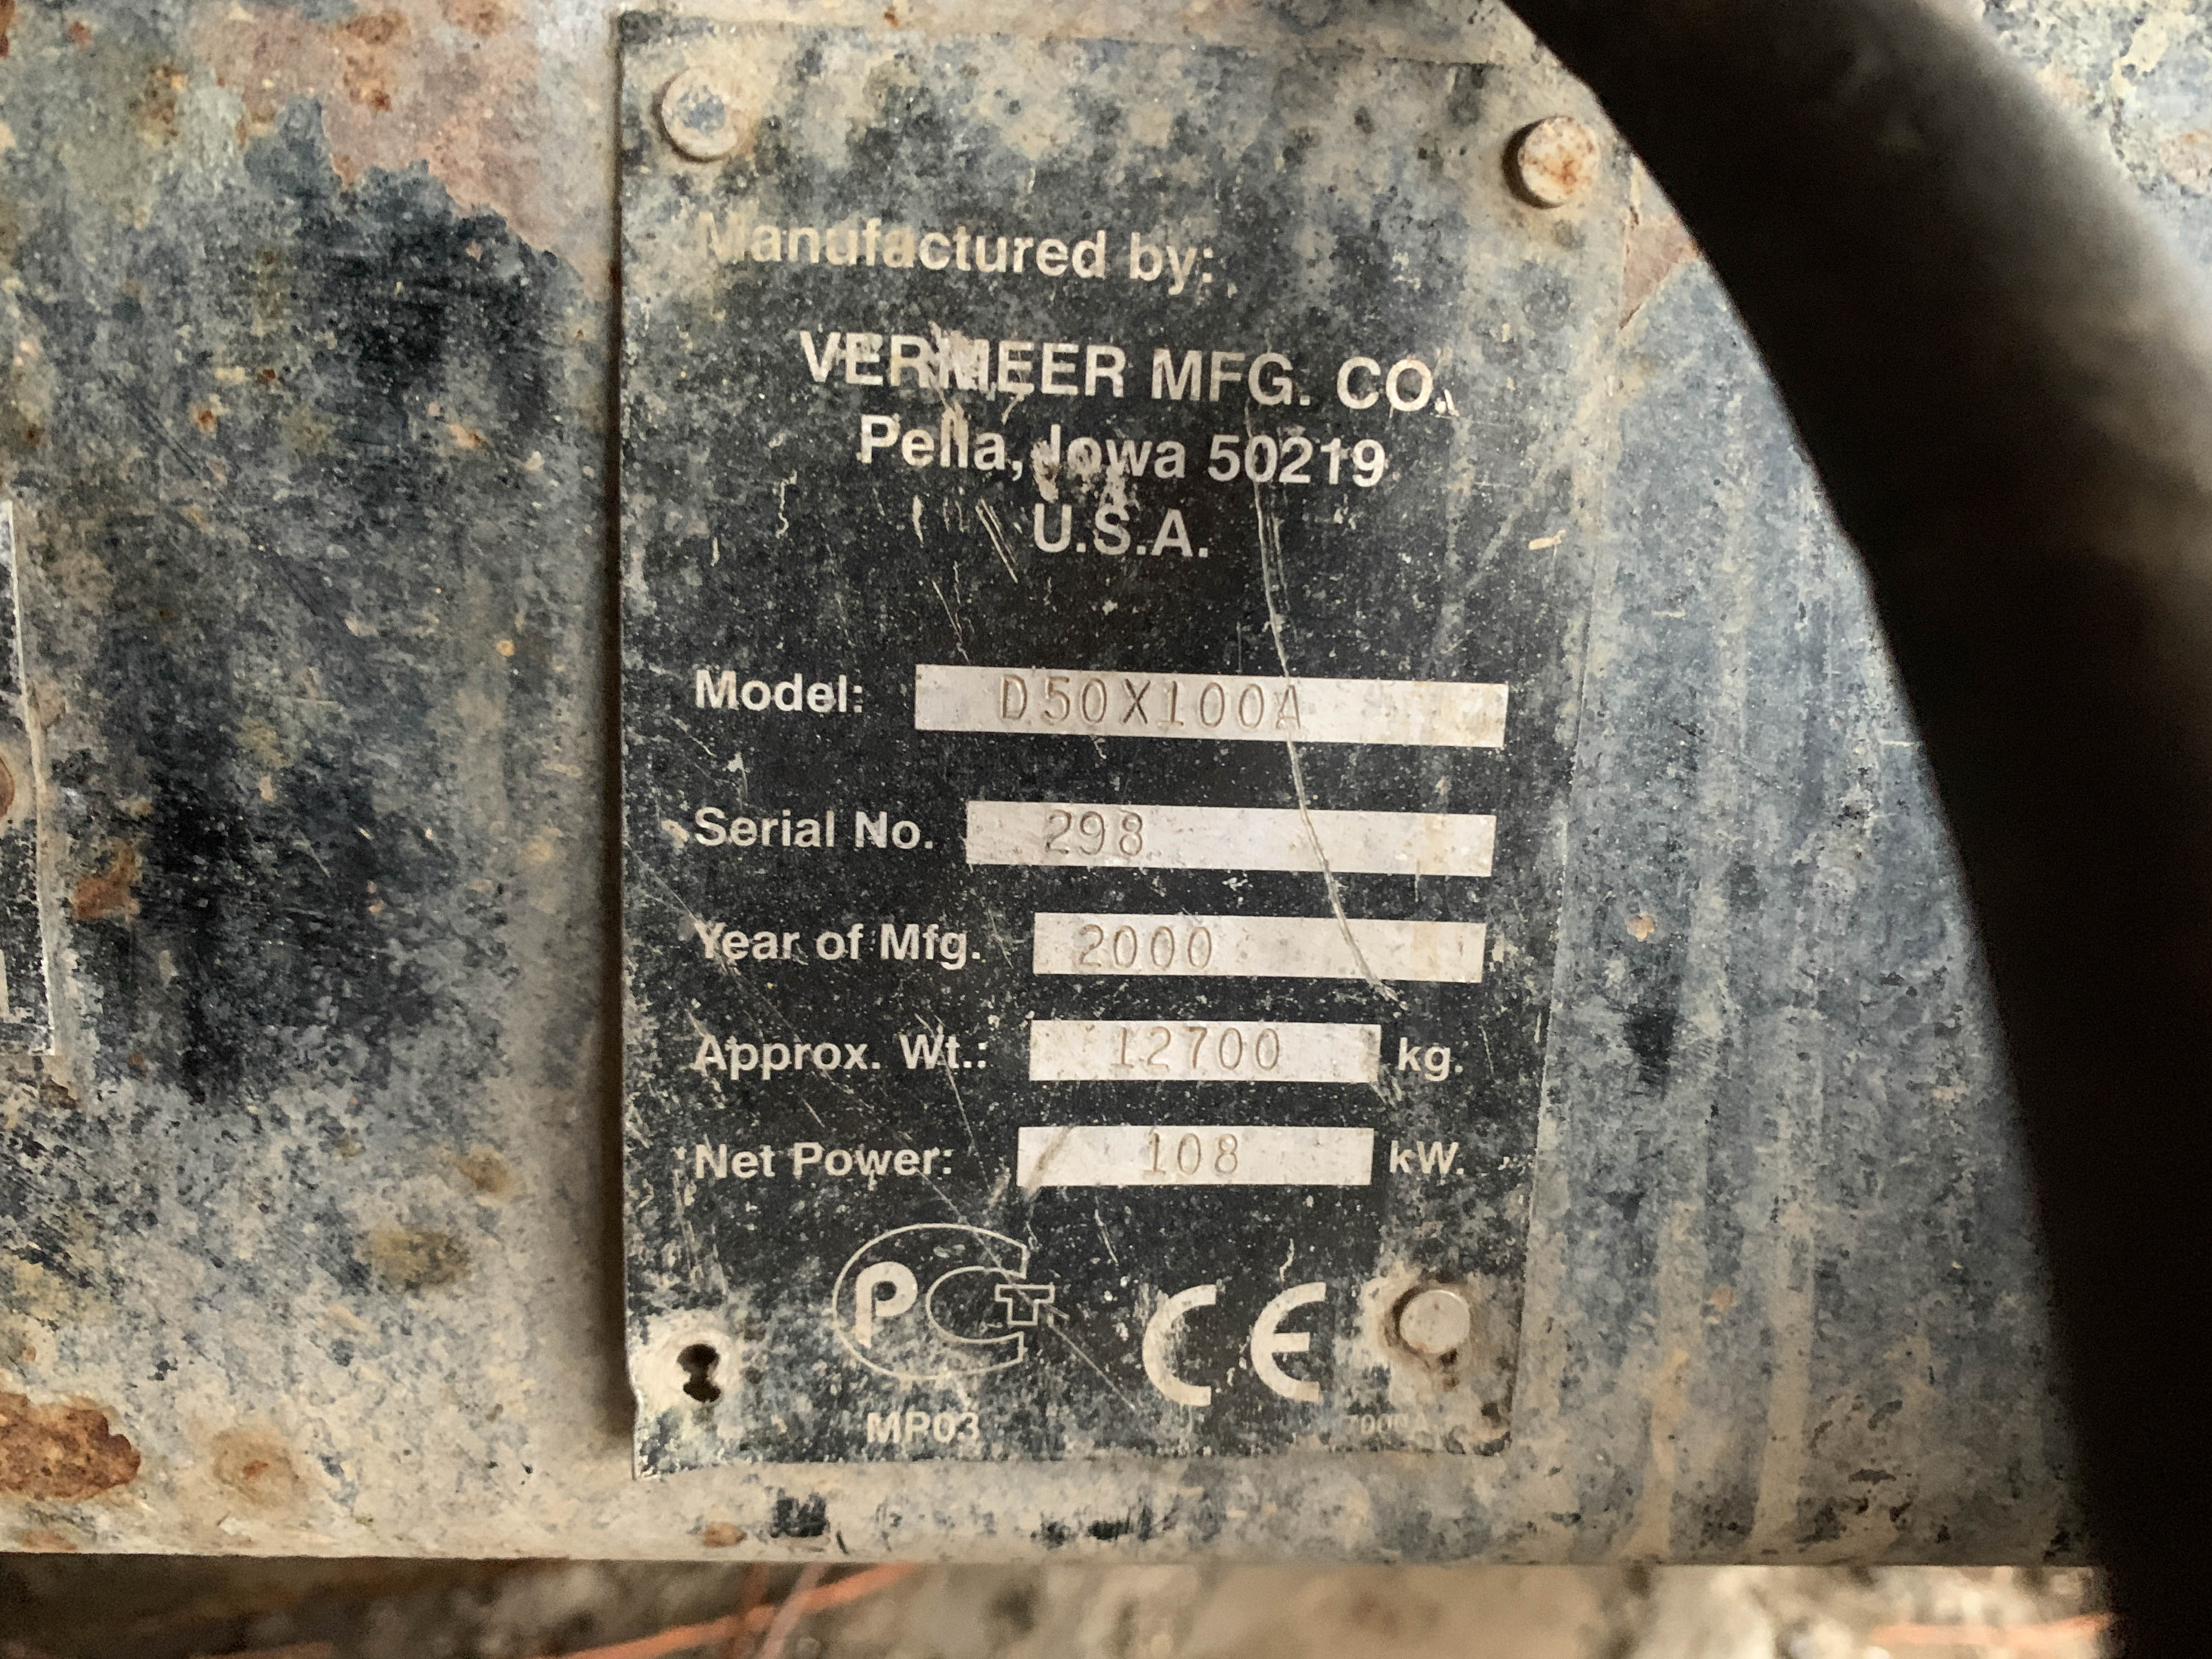 Manufactured by:
VERMEER MFG. CO.
Pella, Iowa 50219
U.S.A.
Model: D50X100A
Serial No. 298
Year of Mfg. 2000
Approx. Wt.: 12700 kg.
Net Power: 108 kW.
PCT CE
MP03